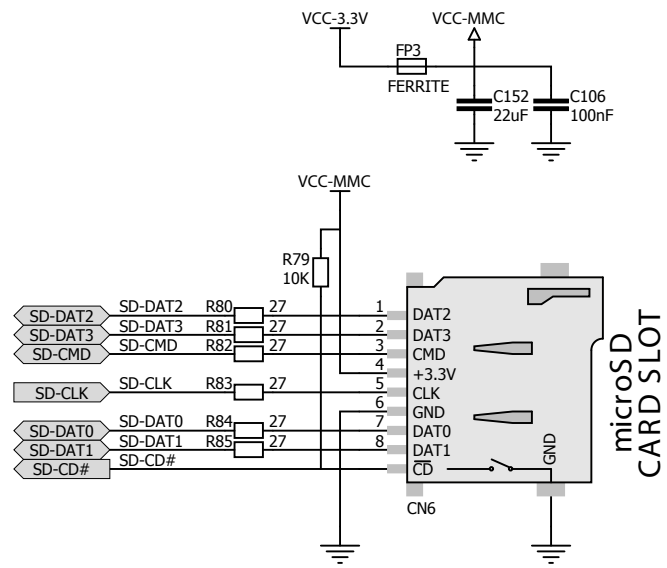 VCC-3.3V
VCC-MMC
FP3
FERRITE
C152
22uF
C106
100nF
VCC-MMC
R79
10K
SD-DAT2 SD-DAT2 R80 27 1 DAT2
SD-DAT3 SD-DAT3 R81 27 2 DAT3
SD-CMD SD-CMD R82 27 3 CMD
4 +3.3V
SD-CLK SD-CLK R83 27 5 CLK
6 GND
SD-DAT0 SD-DAT0 R84 27 7 DAT0
SD-DAT1 SD-DAT1 R85 27 8 DAT1
SD-CD# SD-CD# CD
GND
CN6
microSD
CARD SLOT